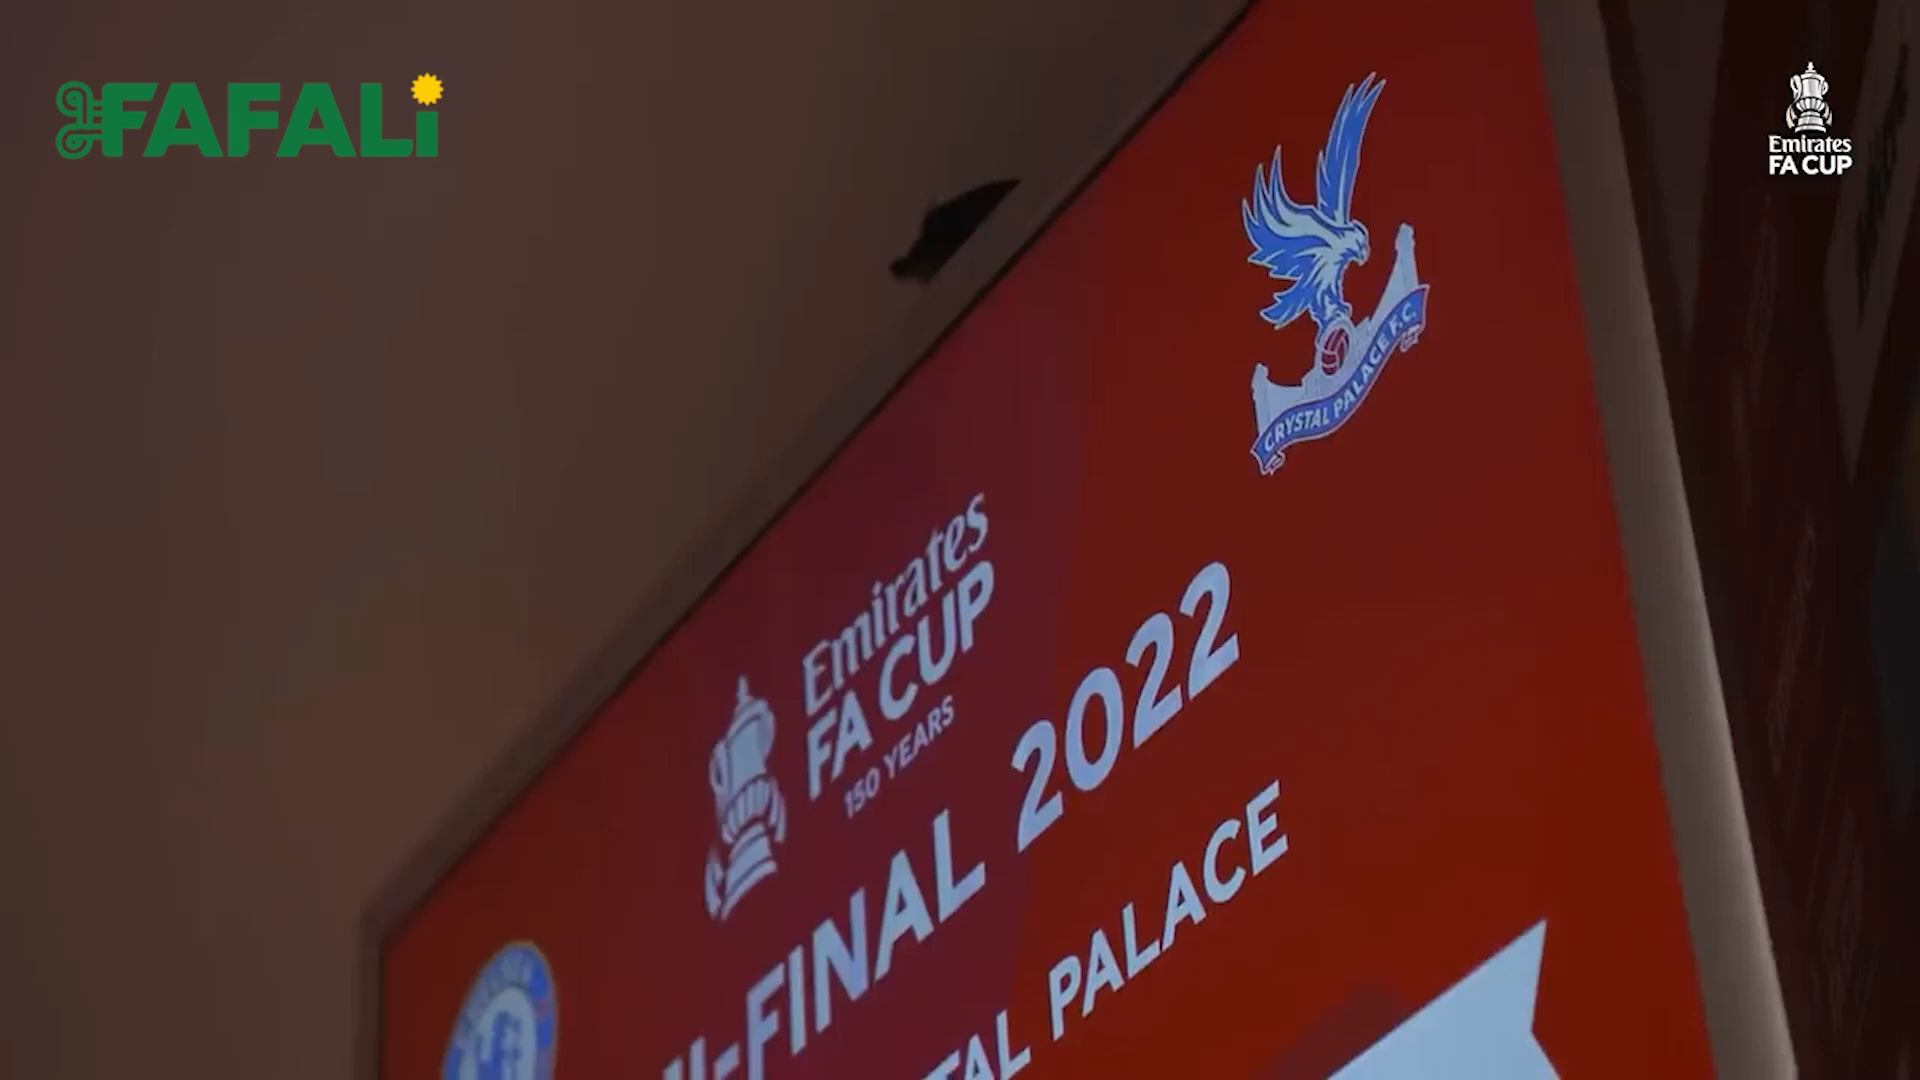 FAFALi
Emirates
FA CUP
CRYSTAL PALACE F.C.
Emirates
FA CUP
150 YEARS
I-FINAL 2022
TAL PALACE